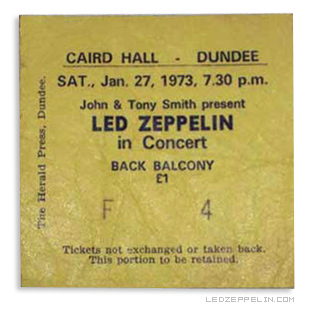 CAIRD HALL - DUNDEE
SAT., Jan. 27, 1973, 7.30 p.m.
John & Tony Smith present
LED ZEPPELIN
in Concert
BACK BALCONY
£1
F 4
Tickets not exchanged or taken back.
This portion to be retained.
The Herald Press, Dundee.
LEDZEPPELIN.COM